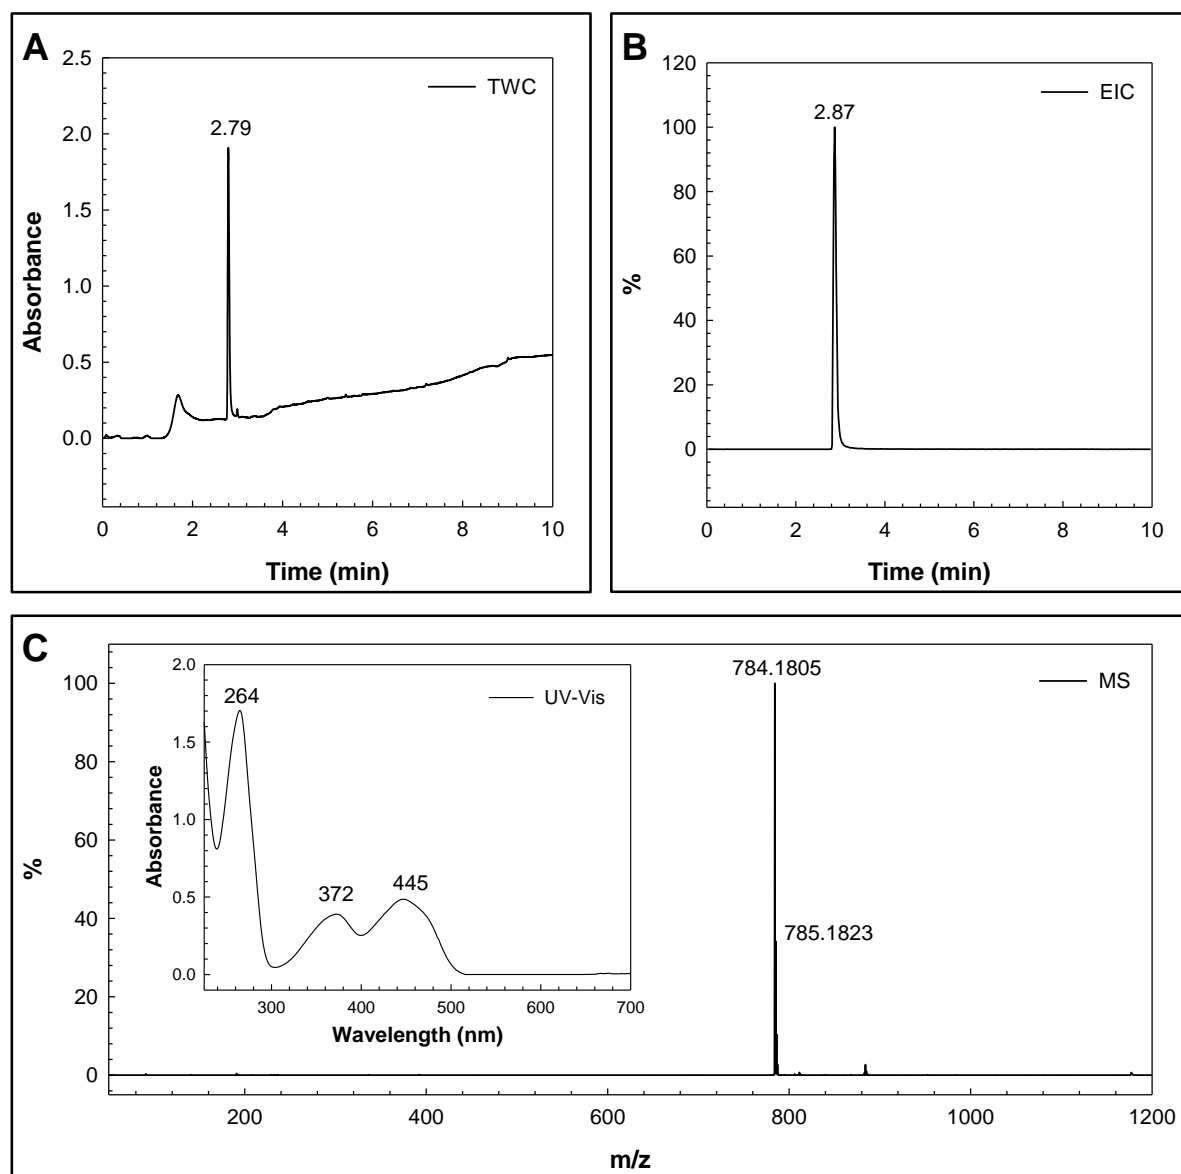 A
2.5
2.0
1.5
1.0
0.5
0.0
Absorbance
TWC
2.79
0 2 4 6 8 10
Time (min)
B
120
100
80
60
40
20
0
%
EIC
2.87
0 2 4 6 8 10
Time (min)
C
100
80
60
40
20
0
%
MS
784.1805
785.1823
200 400 600 800 1000 1200
m/z
2.0
1.5
1.0
0.5
0.0
Absorbance
UV-Vis
264
372
445
300 400 500 600 700
Wavelength (nm)